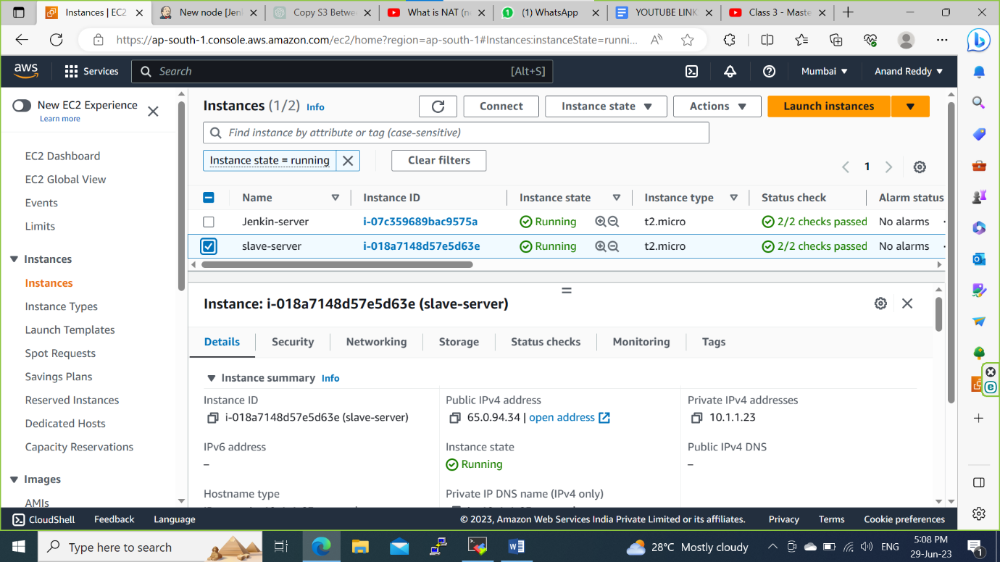 Instances | EC2
New node [Jen
Copy S3 Betwe
What is NAT (n
(1) WhatsApp
YOUTUBE LINK
Class 3 - Maste
https://ap-south-1.console.aws.amazon.com/ec2/home?region=ap-south-1#Instances:instanceState=runni...
aws
Services
Search
[Alt+S]
Mumbai
Anand Reddy
New EC2 Experience
Learn more
EC2 Dashboard
EC2 Global View
Events
Limits
Instances
Instances
Instance Types
Launch Templates
Spot Requests
Savings Plans
Reserved Instances
Dedicated Hosts
Capacity Reservations
Images
AMIs
Instances (1/2) Info
Connect
Instance state
Actions
Launch instances
Find instance by attribute or tag (case-sensitive)
Instance state = running
Clear filters
1
Name Instance ID Instance state Instance type Status check Alarm status
Jenkin-server i-07c359689bac9575a Running t2.micro 2/2 checks passed No alarms
slave-server i-018a7148d57e5d63e Running t2.micro 2/2 checks passed No alarms
Instance: i-018a7148d57e5d63e (slave-server)
Details Security Networking Storage Status checks Monitoring Tags
Instance summary Info
Instance ID
i-018a7148d57e5d63e (slave-server)
Public IPv4 address
65.0.94.34 | open address
Private IPv4 addresses
10.1.1.23
IPv6 address
–
Instance state
Running
Public IPv4 DNS
–
Hostname type
Private IP DNS name (IPv4 only)
CloudShell Feedback Language
© 2023, Amazon Web Services India Private Limited or its affiliates. Privacy Terms Cookie preferences
Type here to search
28°C Mostly cloudy
ENG
5:08 PM
29-Jun-23
1